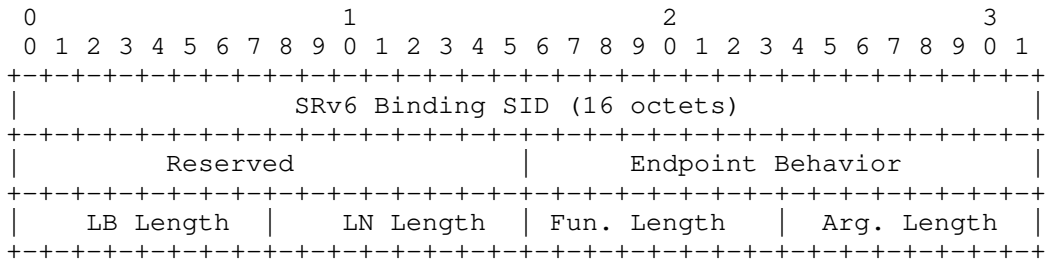 0                   1                   2                   3
 0 1 2 3 4 5 6 7 8 9 0 1 2 3 4 5 6 7 8 9 0 1 2 3 4 5 6 7 8 9 0 1
+-+-+-+-+-+-+-+-+-+-+-+-+-+-+-+-+-+-+-+-+-+-+-+-+-+-+-+-+-+-+-+-+
|                 SRv6 Binding SID (16 octets)                  |
+-+-+-+-+-+-+-+-+-+-+-+-+-+-+-+-+-+-+-+-+-+-+-+-+-+-+-+-+-+-+-+-+
|         Reserved              |      Endpoint Behavior        |
+-+-+-+-+-+-+-+-+-+-+-+-+-+-+-+-+-+-+-+-+-+-+-+-+-+-+-+-+-+-+-+-+
|    LB Length  |    LN Length  | Fun. Length   |  Arg. Length  |
+-+-+-+-+-+-+-+-+-+-+-+-+-+-+-+-+-+-+-+-+-+-+-+-+-+-+-+-+-+-+-+-+